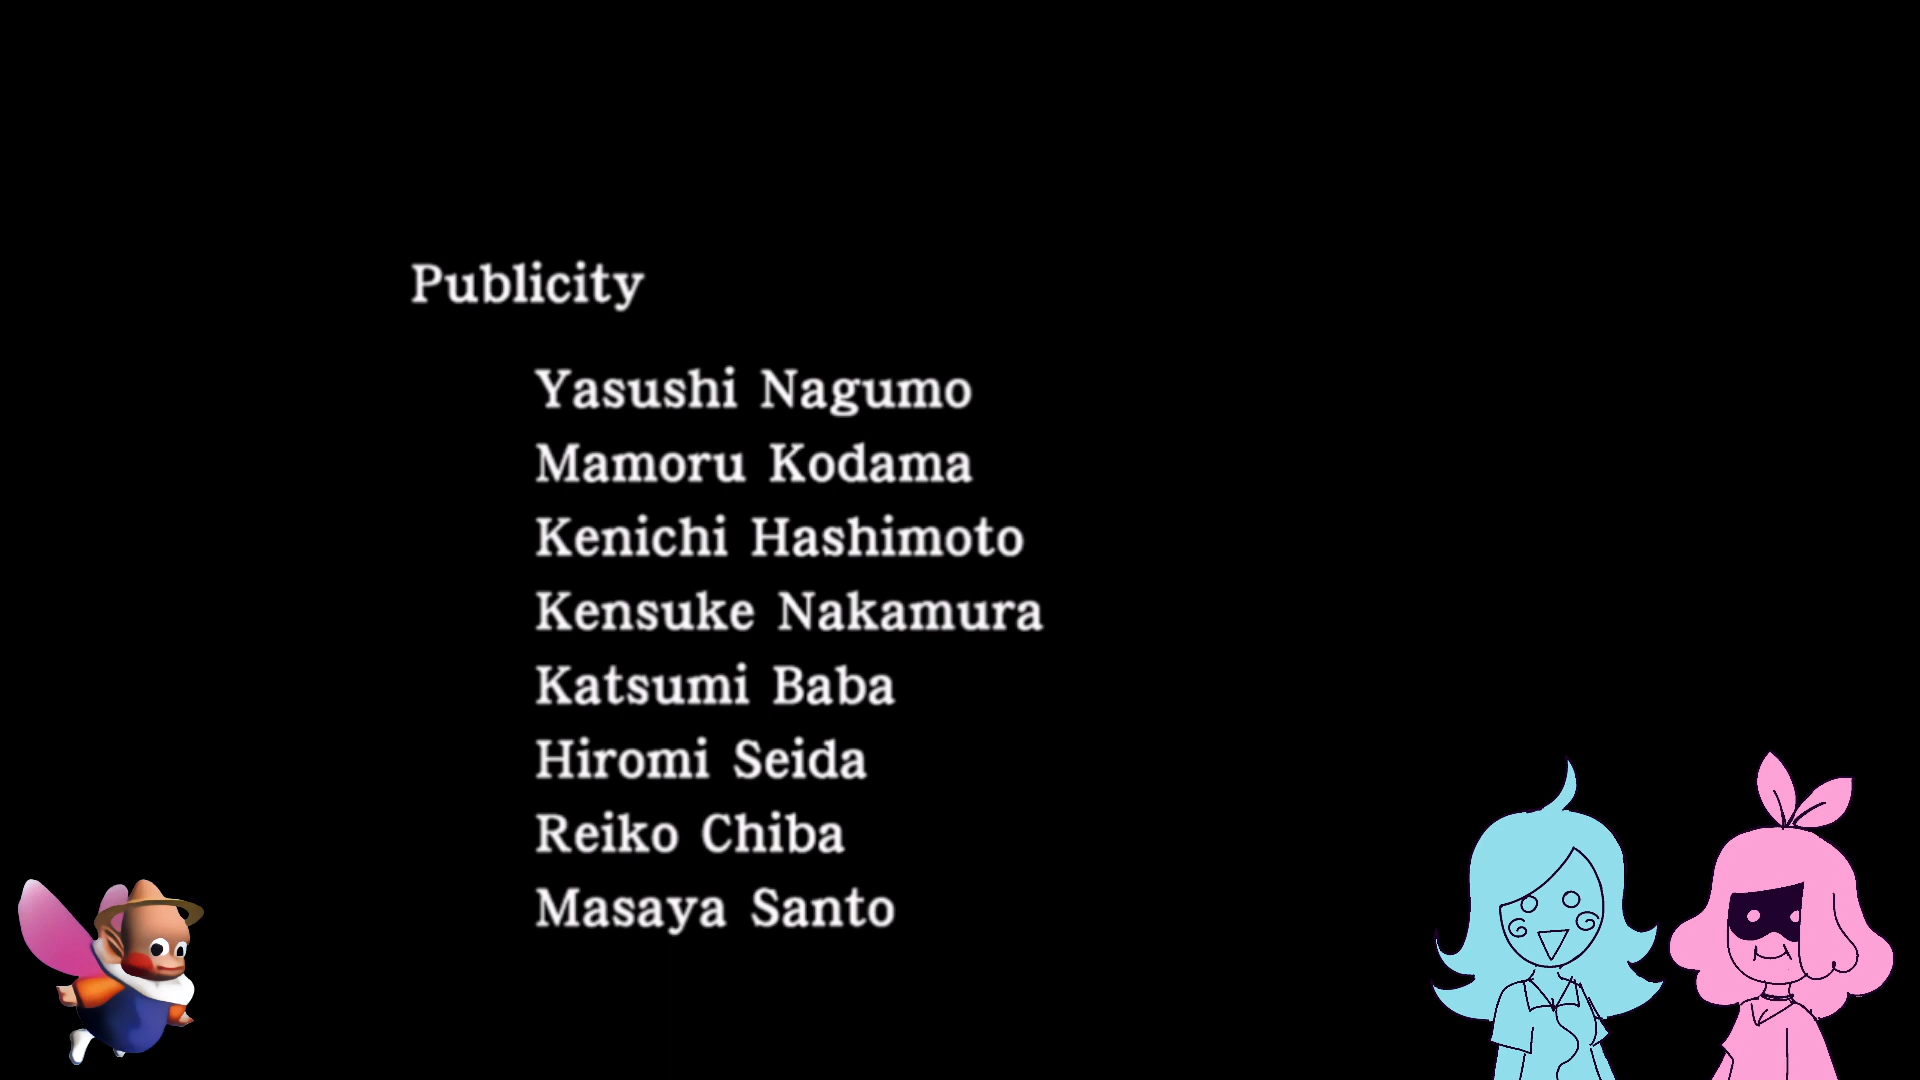 Publicity
Yasushi Nagumo
Mamoru Kodama
Kenichi Hashimoto
Kensuke Nakamura
Katsumi Baba
Hiromi Seida
Reiko Chiba
Masaya Santo